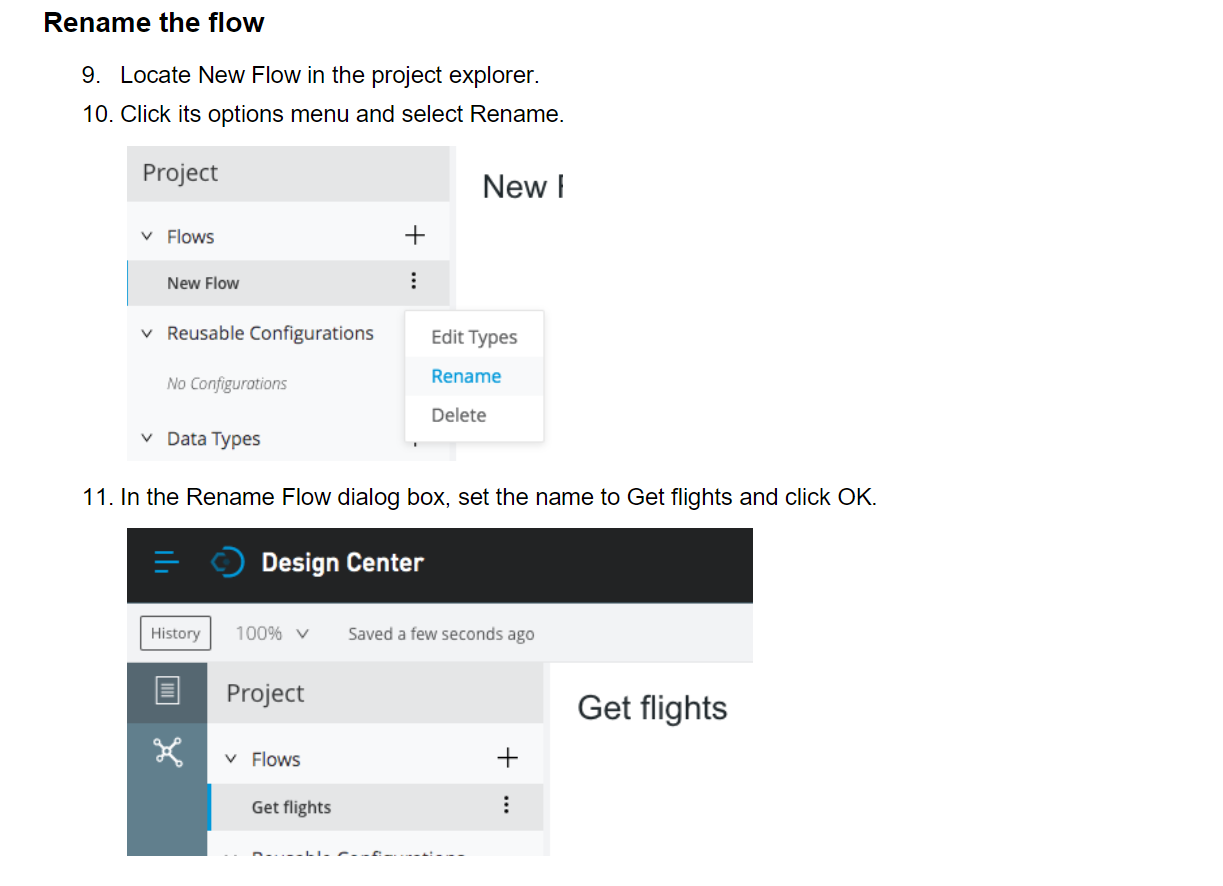 Rename the flow
9. Locate New Flow in the project explorer.
10. Click its options menu and select Rename.
Project
New
Flows
New Flow
Reusable Configurations
Edit Types
No Configurations
Rename
Delete
Data Types
11. In the Rename Flow dialog box, set the name to Get flights and click OK.
Design Center
History 100% Saved a few seconds ago
Project
Get flights
Flows
Get flights
Reusable Configurations